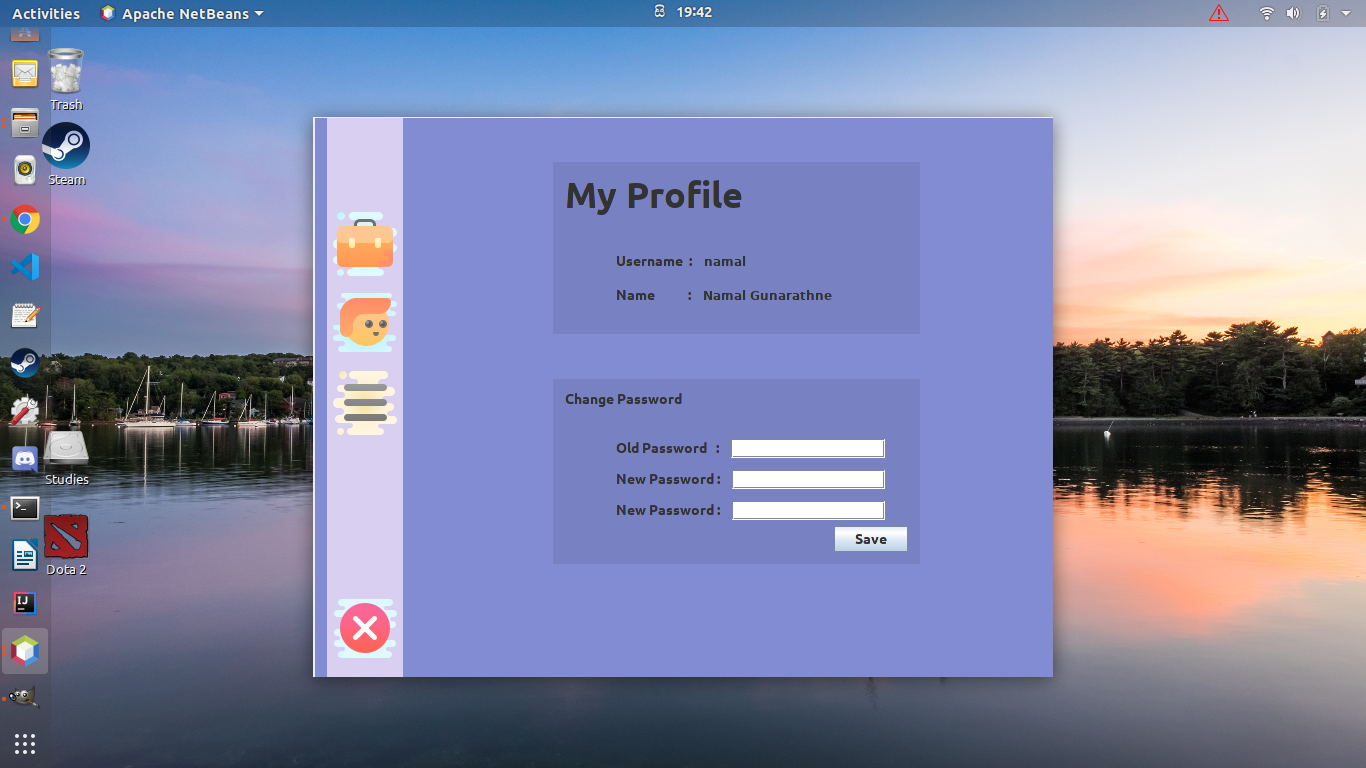 Activities
Apache NetBeans
19:42
Trash
Steam
Studies
Dota 2
IJ
My Profile
Username :
namal
Name :
Namal Gunarathne
Change Password
Old Password :
New Password :
New Password :
Save